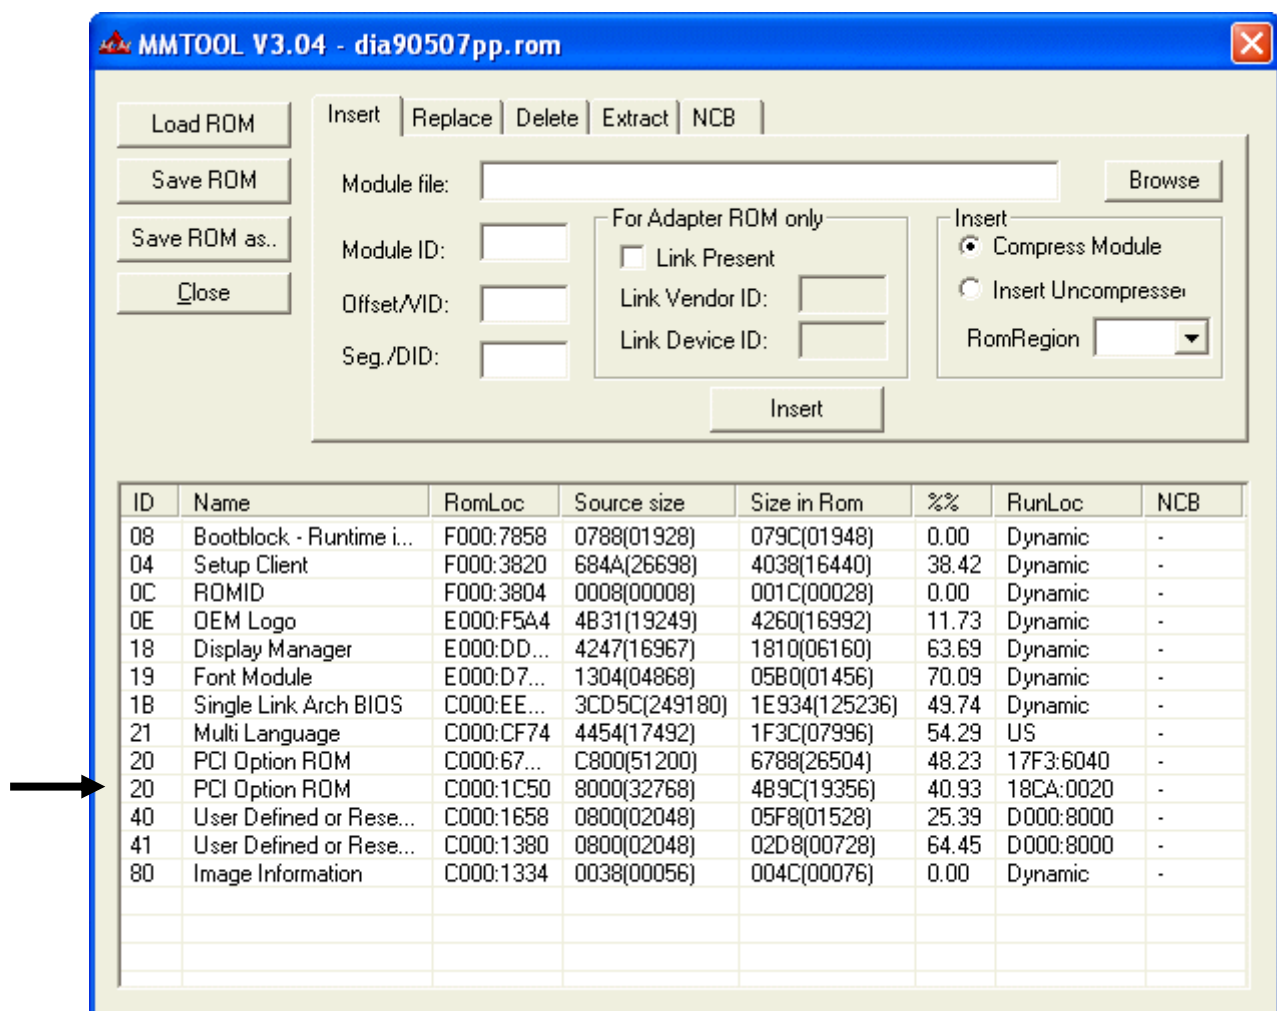 MMTOOL V3.04 - dia90507pp.rom
Load ROM
Save ROM
Save ROM as..
Close
Insert Replace Delete Extract NCB
Module file: Browse
Module ID:
Offset/VID:
Seg./DID:
For Adapter ROM only
Link Present
Link Vendor ID:
Link Device ID:
Insert
Compress Module
Insert Uncompresse
RomRegion
Insert
ID Name RomLoc Source size Size in Rom %% RunLoc NCB
08 Bootblock - Runtime i... F000:7858 0788(01928) 079C(01948) 0.00 Dynamic -
04 Setup Client F000:3820 684A(26698) 4038(16440) 38.42 Dynamic -
0C ROMID F000:3804 0008(00008) 001C(00028) 0.00 Dynamic -
0E OEM Logo E000:F5A4 4B31(19249) 4260(16992) 11.73 Dynamic -
18 Display Manager E000:DD... 4247(16967) 1810(06160) 63.69 Dynamic -
19 Font Module E000:D7... 1304(04868) 05B0(01456) 70.09 Dynamic -
1B Single Link Arch BIOS C000:EE... 3CD5C(249180) 1E934(125236) 49.74 Dynamic -
21 Multi Language C000:CF74 4454(17492) 1F3C(07996) 54.29 US -
20 PCI Option ROM C000:67... C800(51200) 6788(26504) 48.23 17F3:6040 -
20 PCI Option ROM C000:1C50 8000(32768) 4B9C(19356) 40.93 18CA:0020 -
40 User Defined or Rese... C000:1658 0800(02048) 05F8(01528) 25.39 D000:8000 -
41 User Defined or Rese... C000:1380 0800(02048) 02D8(00728) 64.45 D000:8000 -
80 Image Information C000:1334 0038(00056) 004C(00076) 0.00 Dynamic -